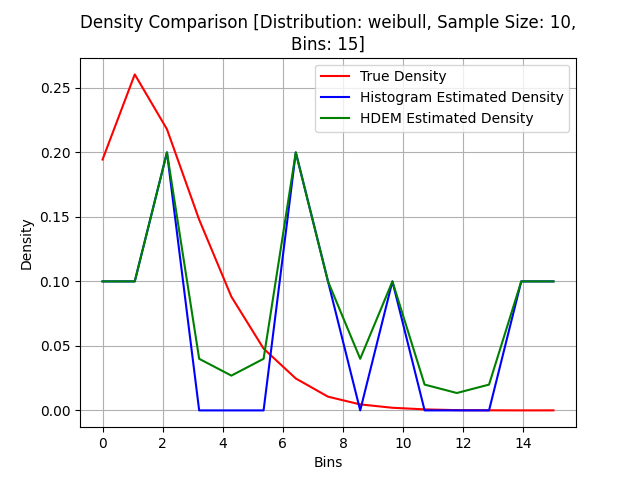 Density Comparison [Distribution: weibull, Sample Size: 10,
Bins: 15]
True Density
Histogram Estimated Density
HDEM Estimated Density
Density
0.25
0.20
0.15
0.10
0.05
0.00
0 2 4 6 8 10 12 14
Bins